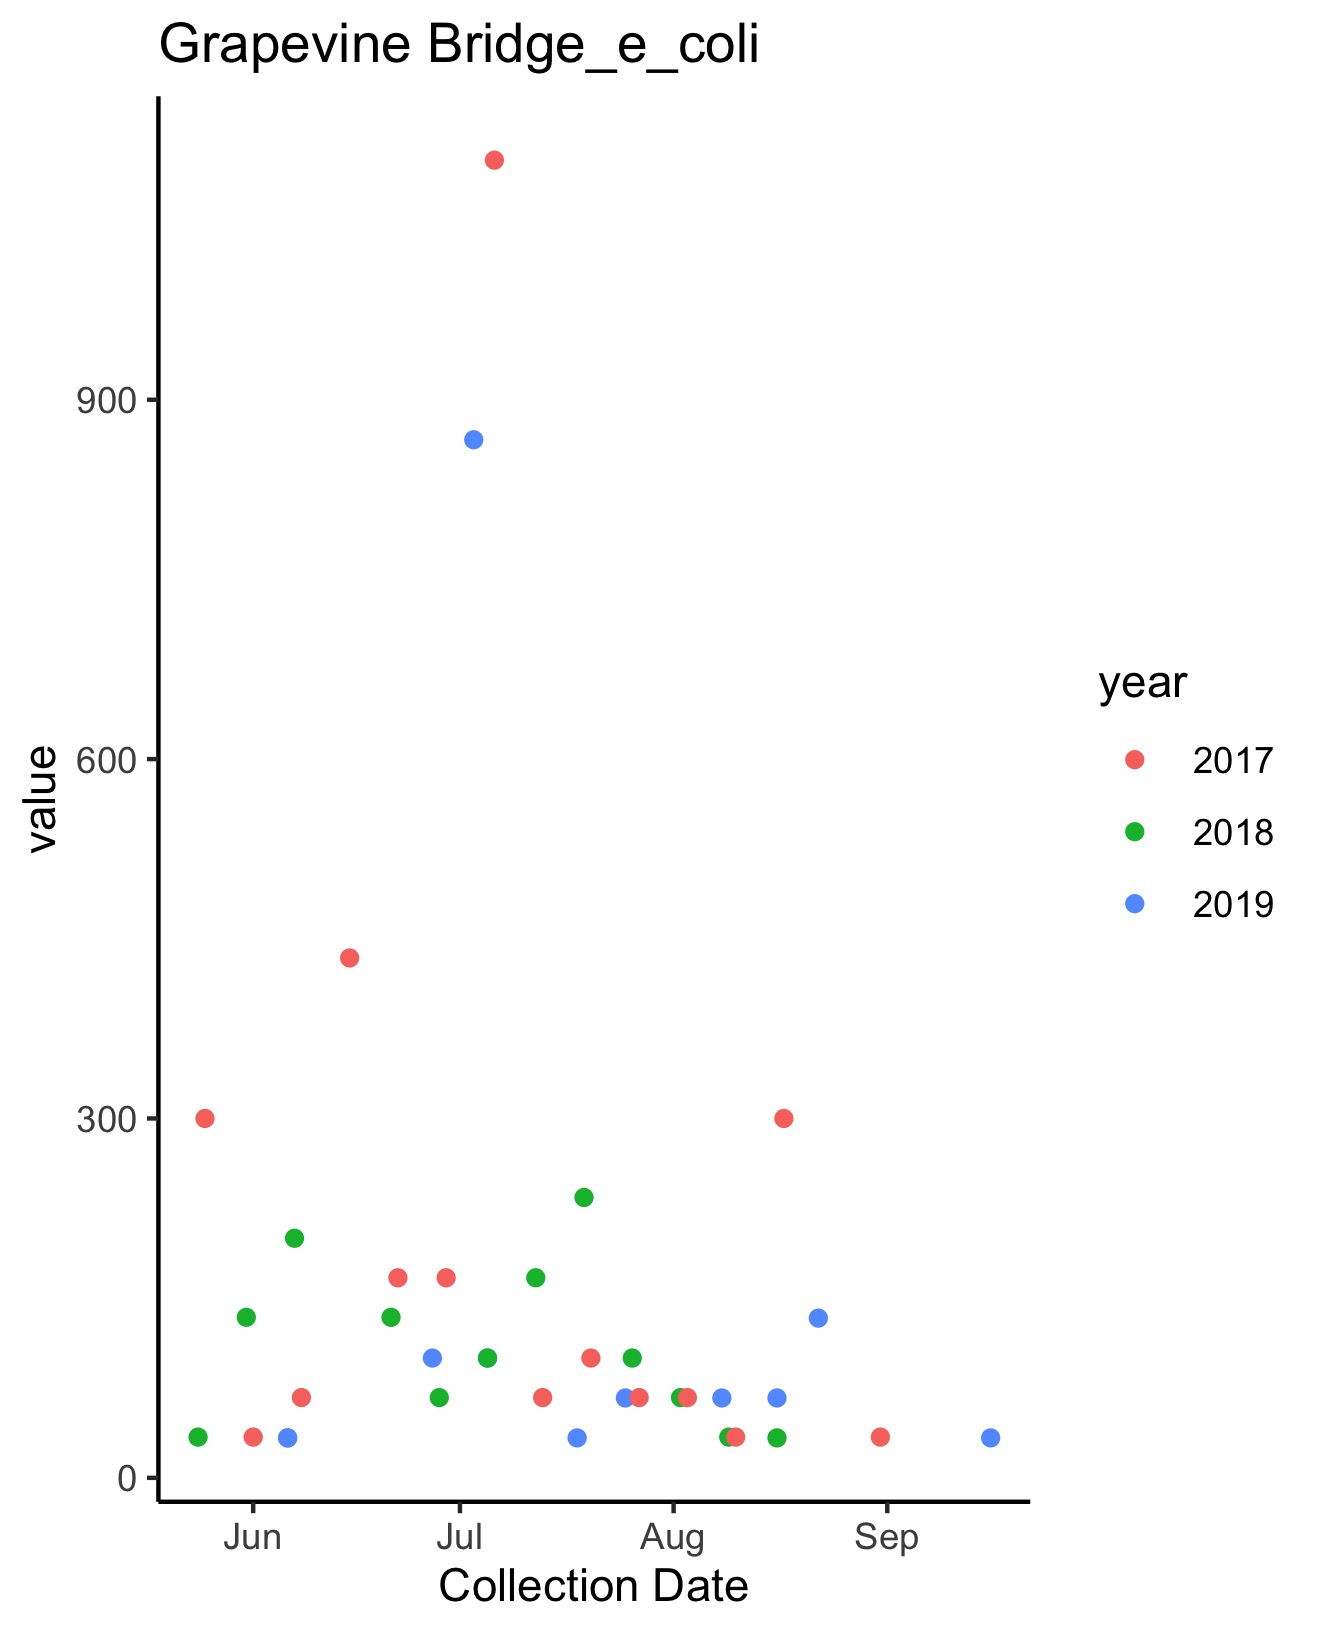 Grapevine Bridge_e_coli
900
600
300
0
value
Jun Jul Aug Sep
Collection Date
year
2017
2018
2019